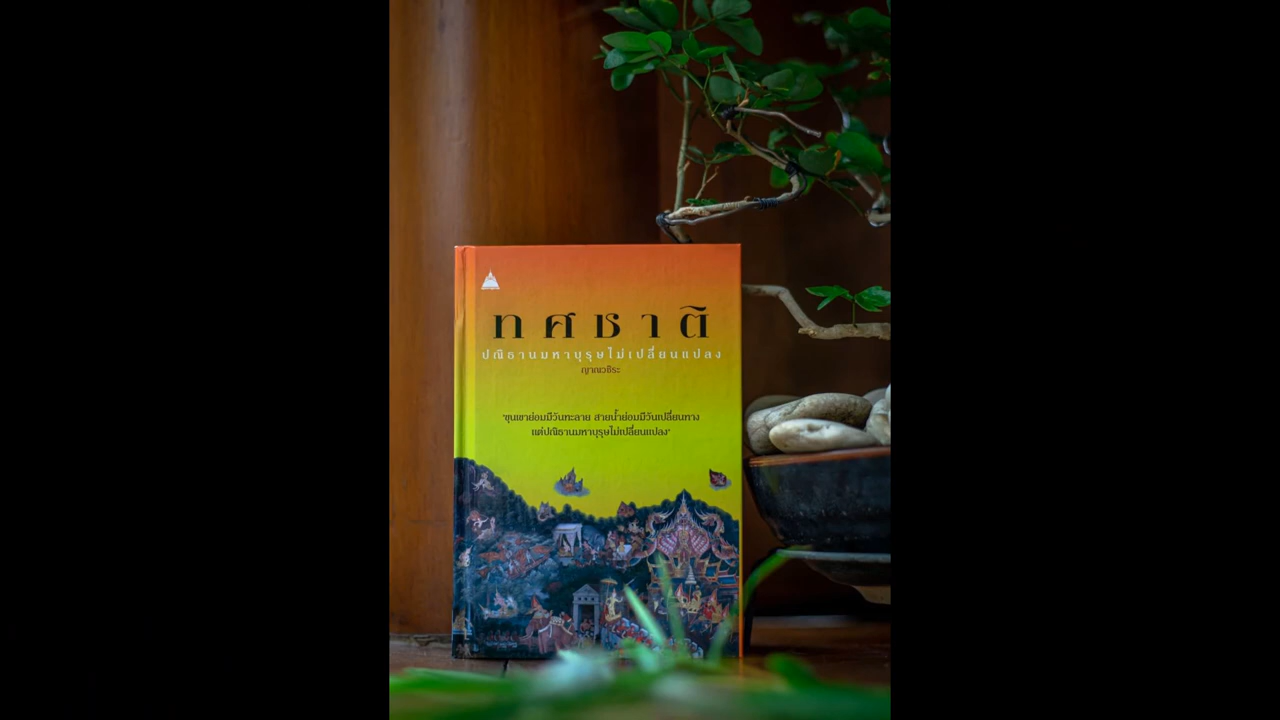 ทศชาติ
ปณิธานมหาบุรุษไม่เปลี่ยนแปลง
ญาณวชิระ
"ขุนเขาย่อมมีวันทะลาย สายน้ำย่อมมีวันเปลี่ยนทาง
แต่ปณิธานมหาบุรุษไม่เปลี่ยนแปลง"